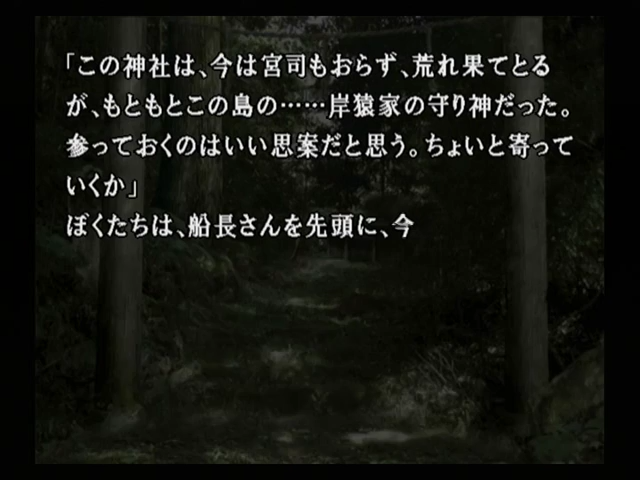 「この神社は、今は宮司もおらず、荒れ果てとる
が、もともとこの島の……岸猿家の守り神だった。
参っておくのはいい思案だと思う。ちょいと寄って
いくか」
ぼくたちは、船長さんを先頭に、今